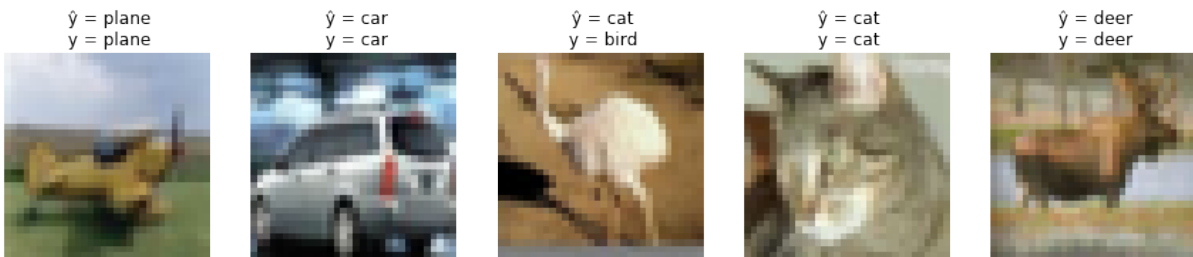 ŷ = plane
y = plane
ŷ = car
y = car
ŷ = cat
y = bird
ŷ = cat
y = cat
ŷ = deer
y = deer